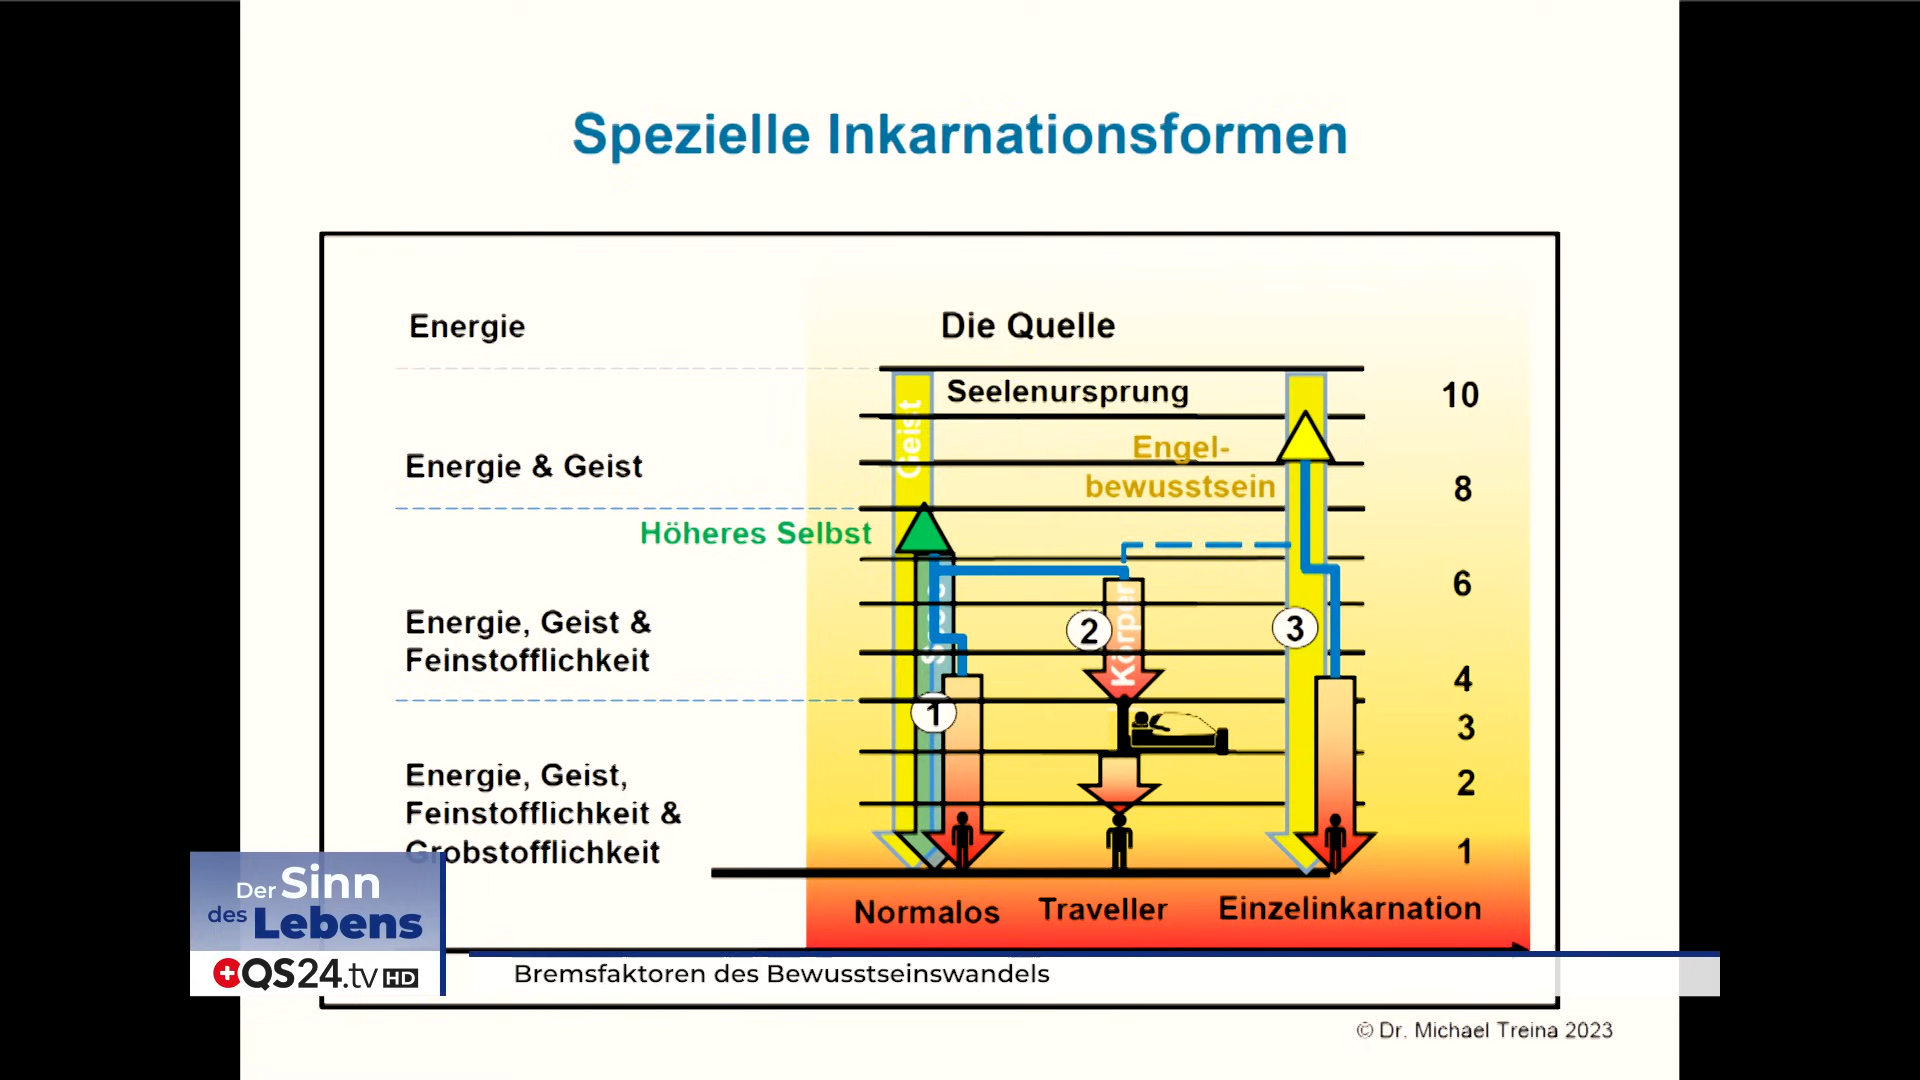 Spezielle Inkarnationsformen
Energie
Die Quelle
Seelenursprung
10
Geist
Energie & Geist
Engel-
bewusstsein
8
Höheres Selbst
6
Energie, Geist &
Feinstofflichkeit
2
Körper
3
4
1
3
Energie, Geist,
Feinstofflichkeit &
Grobstofflichkeit
2
1
Normalos
Traveller
Einzelinkarnation
Der Sinn
des Lebens
QS24.tv HD
Bremsfaktoren des Bewusstseinswandels
© Dr. Michael Treina 2023